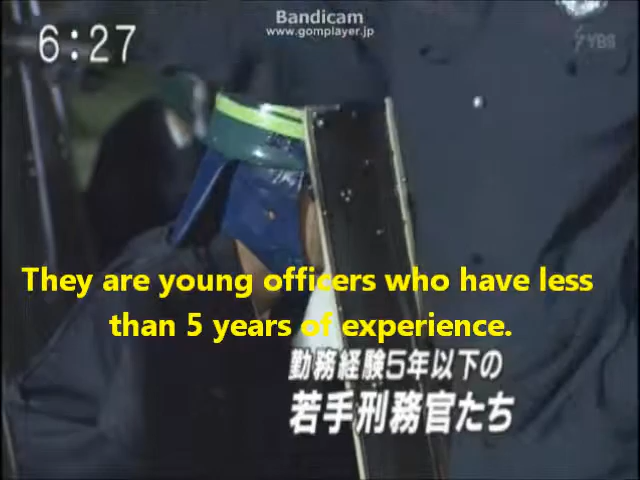 Bandicam
www.gomplayer.jp
6:27
YBS
They are young officers who have less
than 5 years of experience.
勤務経験5年以下の
若手刑務官たち